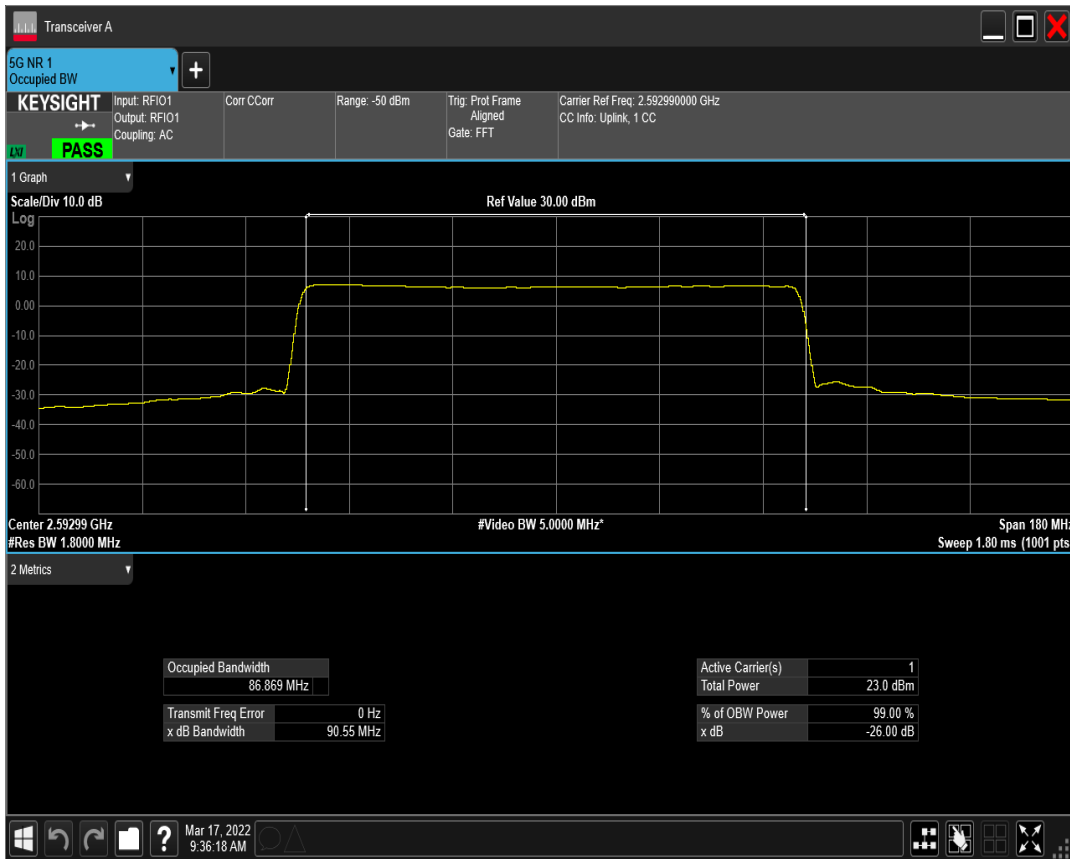 Transceiver A
5G NR 1
Occupied BW
+
KEYSIGHT
LXI
PASS
Input: RFIO1
Output: RFIO1
Coupling: AC
Corr CCorr
Range: -50 dBm
Trig: Prot Frame
Aligned
Gate: FFT
Carrier Ref Freq: 2.592990000 GHz
CC Info: Uplink, 1 CC
1 Graph
Scale/Div 10.0 dB
Ref Value 30.00 dBm
Log
20.0
10.0
0.00
-10.0
-20.0
-30.0
-40.0
-50.0
-60.0
Center 2.59299 GHz
#Video BW 5.0000 MHz*
Span 180 MHz
#Res BW 1.8000 MHz
Sweep 1.80 ms (1001 pts
2 Metrics
Occupied Bandwidth
86.869 MHz
Transmit Freq Error 0 Hz
x dB Bandwidth 90.55 MHz
Active Carrier(s) 1
Total Power 23.0 dBm
% of OBW Power 99.00 %
x dB -26.00 dB
?
Mar 17, 2022
9:36:18 AM